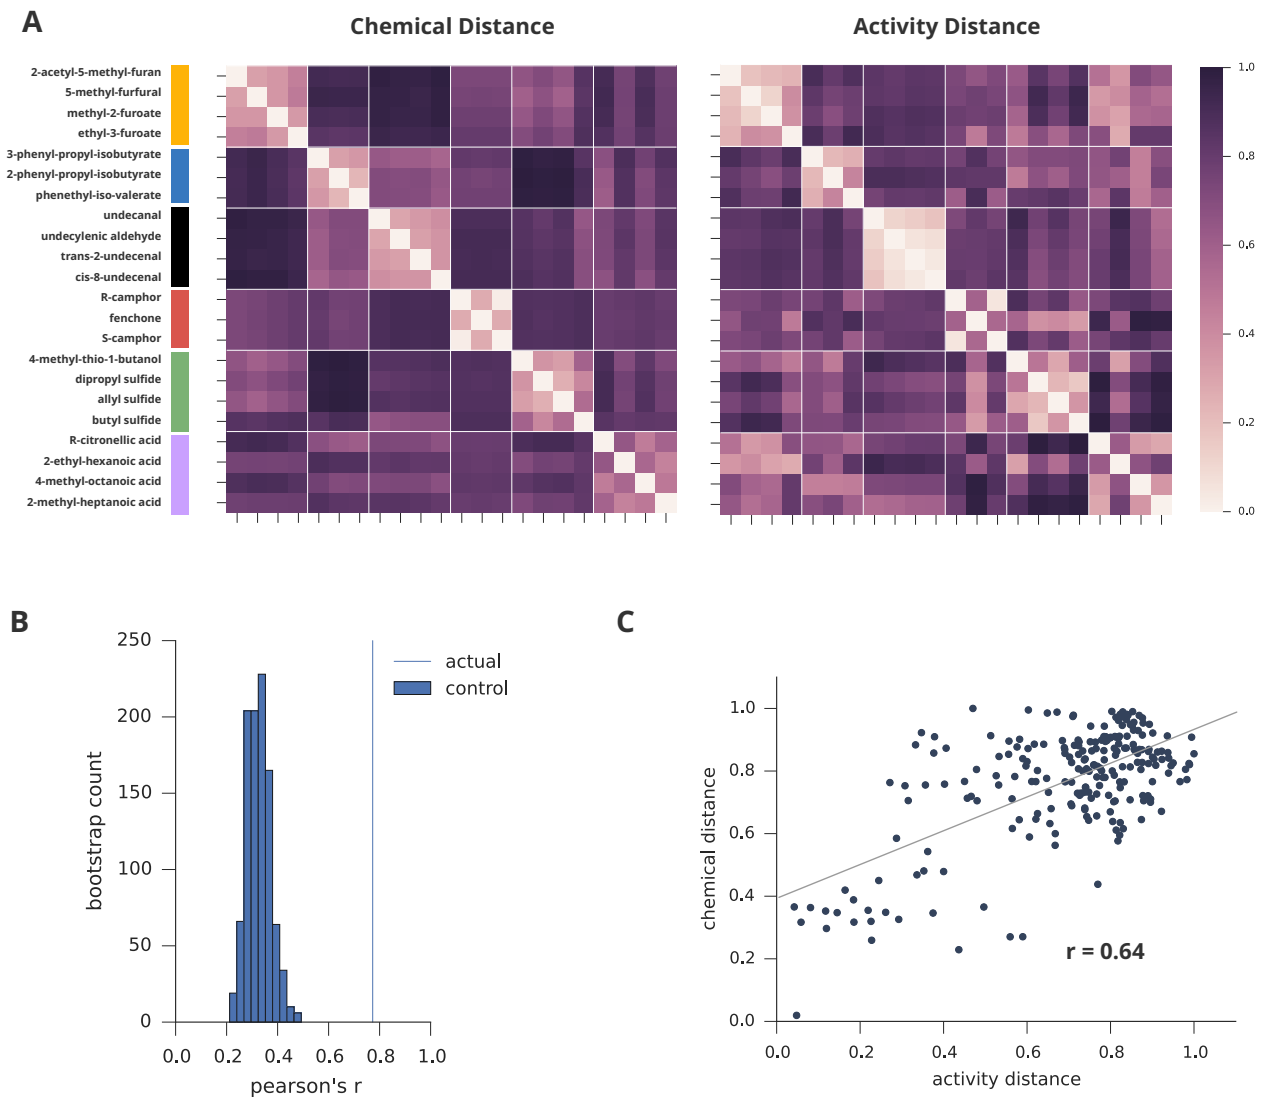 A
Chemical Distance
Activity Distance
2-acetyl-5-methyl-furan
5-methyl-furfural
methyl-2-furoate
ethyl-3-furoate
3-phenyl-propyl-isobutyrate
2-phenyl-propyl-isobutyrate
phenethyl-iso-valerate
undecanal
undecylenic aldehyde
trans-2-undecenal
cis-8-undecenal
R-camphor
fenchone
S-camphor
4-methyl-thio-1-butanol
dipropyl sulfide
allyl sulfide
butyl sulfide
R-citronellic acid
2-ethyl-hexanoic acid
4-methyl-octanoic acid
2-methyl-heptanoic acid
1.0
0.8
0.6
0.4
0.2
0.0
B
250
200
150
100
50
0
bootstrap count
actual
control
0.0 0.2 0.4 0.6 0.8 1.0
pearson's r
C
1.0
0.8
0.6
0.4
0.2
0.0
chemical distance
r = 0.64
0.0 0.2 0.4 0.6 0.8 1.0
activity distance